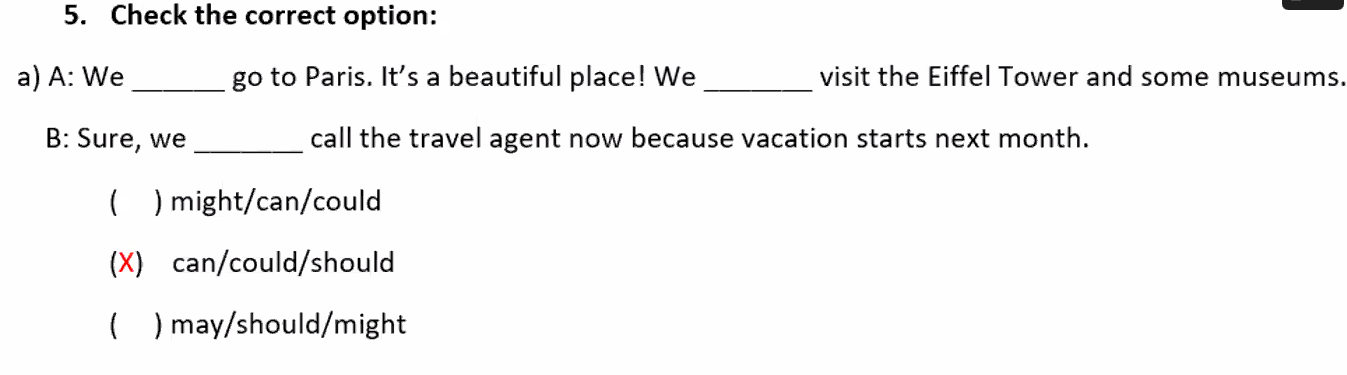 5. Check the correct option:
a) A: We ______ go to Paris. It’s a beautiful place! We _______ visit the Eiffel Tower and some museums.
B: Sure, we _______ call the travel agent now because vacation starts next month.
( ) might/can/could
(X) can/could/should
( ) may/should/might